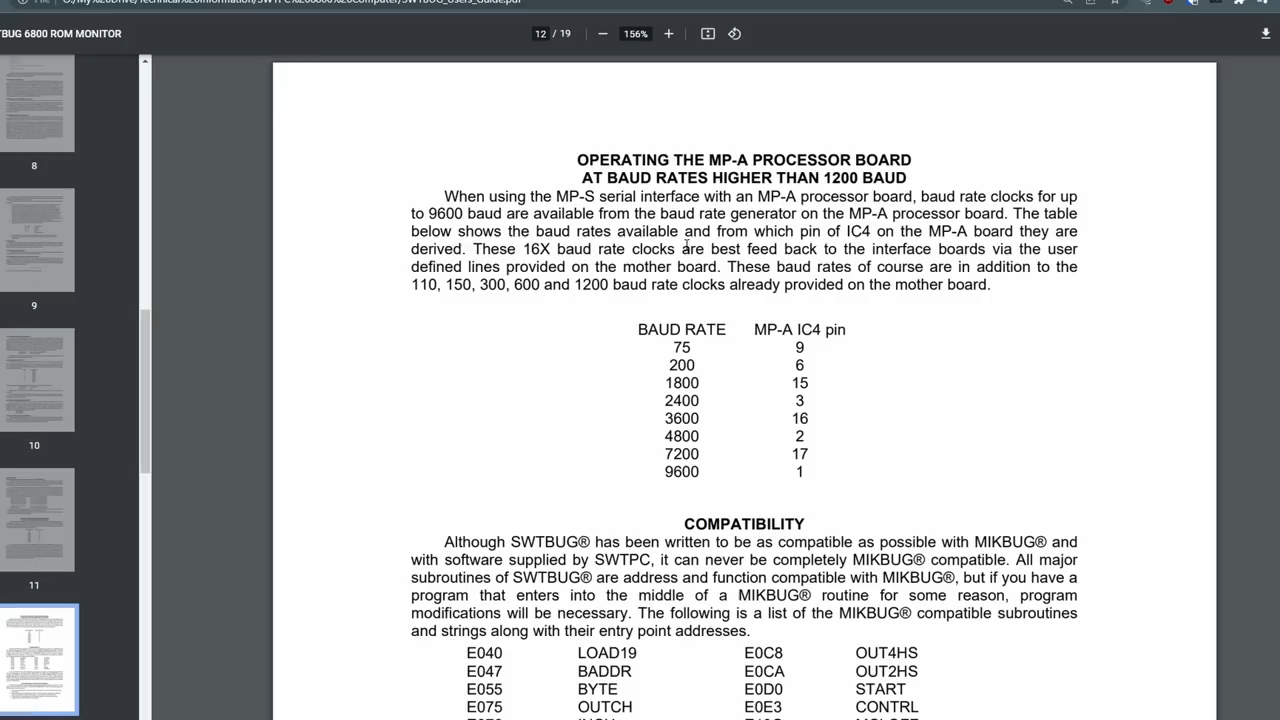 TBUG 6800 ROM MONITOR
12 / 19
156%
8
9
10
11
OPERATING THE MP-A PROCESSOR BOARD
AT BAUD RATES HIGHER THAN 1200 BAUD
When using the MP-S serial interface with an MP-A processor board, baud rate clocks for up
to 9600 baud are available from the baud rate generator on the MP-A processor board. The table
below shows the baud rates available and from which pin of IC4 on the MP-A board they are
derived. These 16X baud rate clocks are best feed back to the interface boards via the user
defined lines provided on the mother board. These baud rates of course are in addition to the
110, 150, 300, 600 and 1200 baud rate clocks already provided on the mother board.
BAUD RATE MP-A IC4 pin
75 9
200 6
1800 15
2400 3
3600 16
4800 2
7200 17
9600 1
COMPATIBILITY
Although SWTBUG® has been written to be as compatible as possible with MIKBUG® and
with software supplied by SWTPC, it can never be completely MIKBUG® compatible. All major
subroutines of SWTBUG® are address and function compatible with MIKBUG®, but if you have a
program that enters into the middle of a MIKBUG® routine for some reason, program
modifications will be necessary. The following is a list of the MIKBUG® compatible subroutines
and strings along with their entry point addresses.
E040 LOAD19 E0C8 OUT4HS
E047 BADDR E0CA OUT2HS
E055 BYTE E0D0 START
E075 OUTCH E0E3 CONTRL